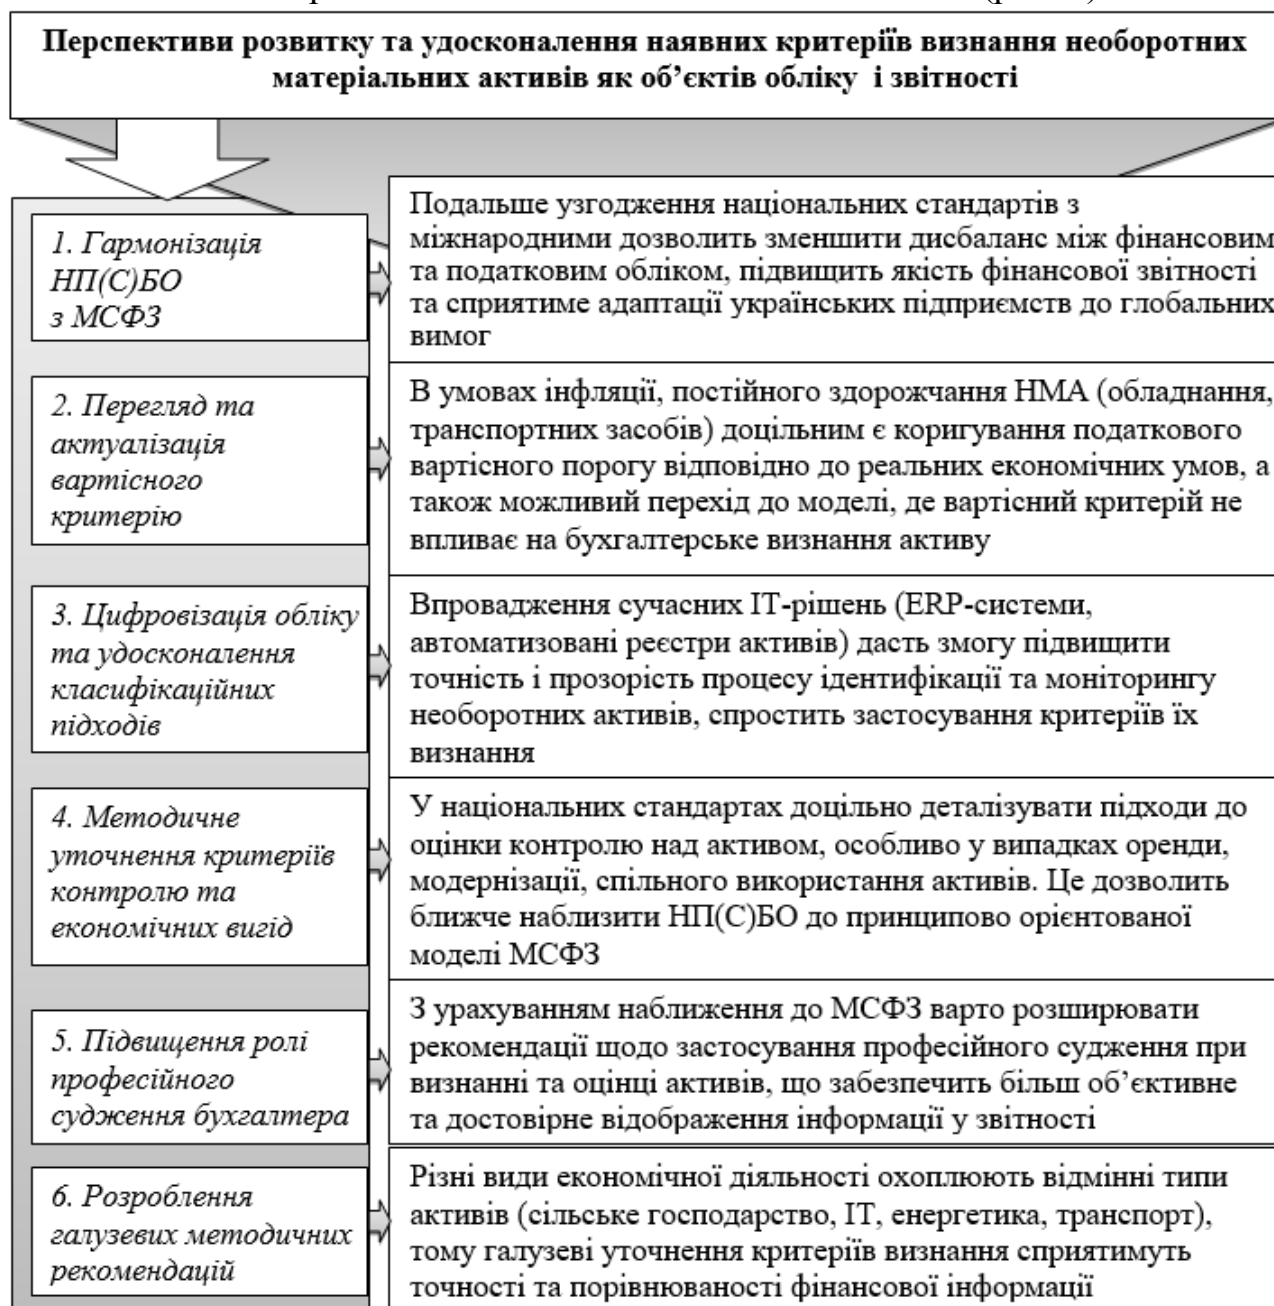 Перспективи розвитку та удосконалення наявних критеріїв визнання необоротних
матеріальних активів як об’єктів обліку і звітності
1. Гармонізація
НП(С)БО
з МСФЗ
Подальше узгодження національних стандартів з
міжнародними дозволить зменшити дисбаланс між фінансовим
та податковим обліком, підвищить якість фінансової звітності
та сприятиме адаптації українських підприємств до глобальних
вимог
2. Перегляд та
актуалізація
вартісного
критерію
В умовах інфляції, постійного здорожчання НМА (обладнання,
транспортних засобів) доцільним є коригування податкового
вартісного порогу відповідно до реальних економічних умов, а
також можливий перехід до моделі, де вартісний критерій не
впливає на бухгалтерське визнання активу
3. Цифровізація обліку
та удосконалення
класифікаційних
підходів
Впровадження сучасних ІТ-рішень (ERP-системи,
автоматизовані реєстри активів) дасть змогу підвищити
точність і прозорість процесу ідентифікації та моніторингу
необоротних активів, спростить застосування критеріїв їх
визнання
4. Методичне
уточнення критеріїв
контролю та
економічних вигід
У національних стандартах доцільно деталізувати підходи до
оцінки контролю над активом, особливо у випадках оренди,
модернізації, спільного використання активів. Це дозволить
ближче наблизити НП(С)БО до принципово орієнтованої
моделі МСФЗ
5. Підвищення ролі
професійного
судження бухгалтера
З урахуванням наближення до МСФЗ варто розширювати
рекомендації щодо застосування професійного судження при
визнанні та оцінці активів, що забезпечить більш об’єктивне
та достовірне відображення інформації у звітності
6. Розроблення
галузевих методичних
рекомендацій
Різні види економічної діяльності охоплюють відмінні типи
активів (сільське господарство, ІТ, енергетика, транспорт),
тому галузеві уточнення критеріїв визнання сприятимуть
точності та порівнюваності фінансової інформації